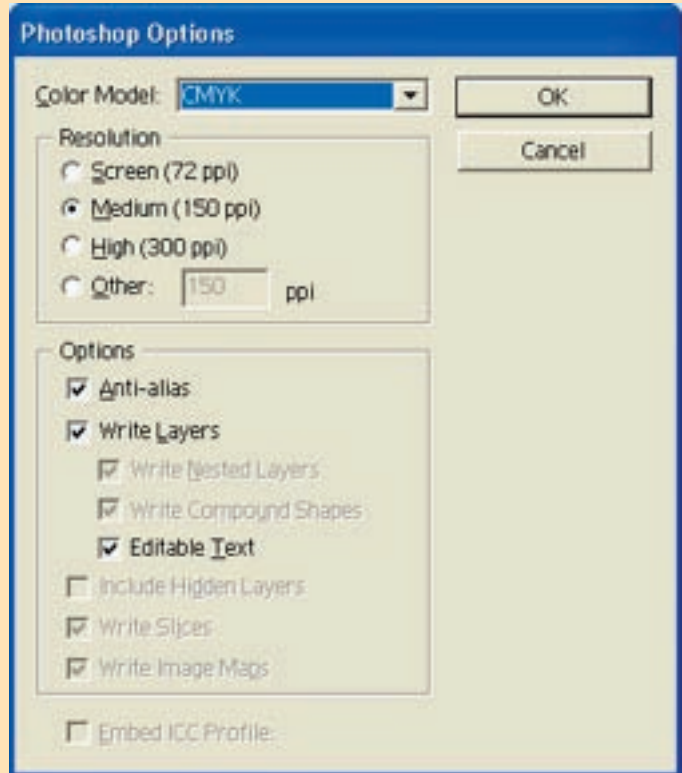 Photoshop Options
Color Model: CMYK
OK
Cancel
Resolution
Screen (72 ppi)
Medium (150 ppi)
High (300 ppi)
Other: 150 ppi
Options
Anti-alias
Write Layers
Write Nested Layers
Write Compound Shapes
Editable Text
Include Hidden Layers
Write Slices
Write Image Maps
Embed ICC Profile: